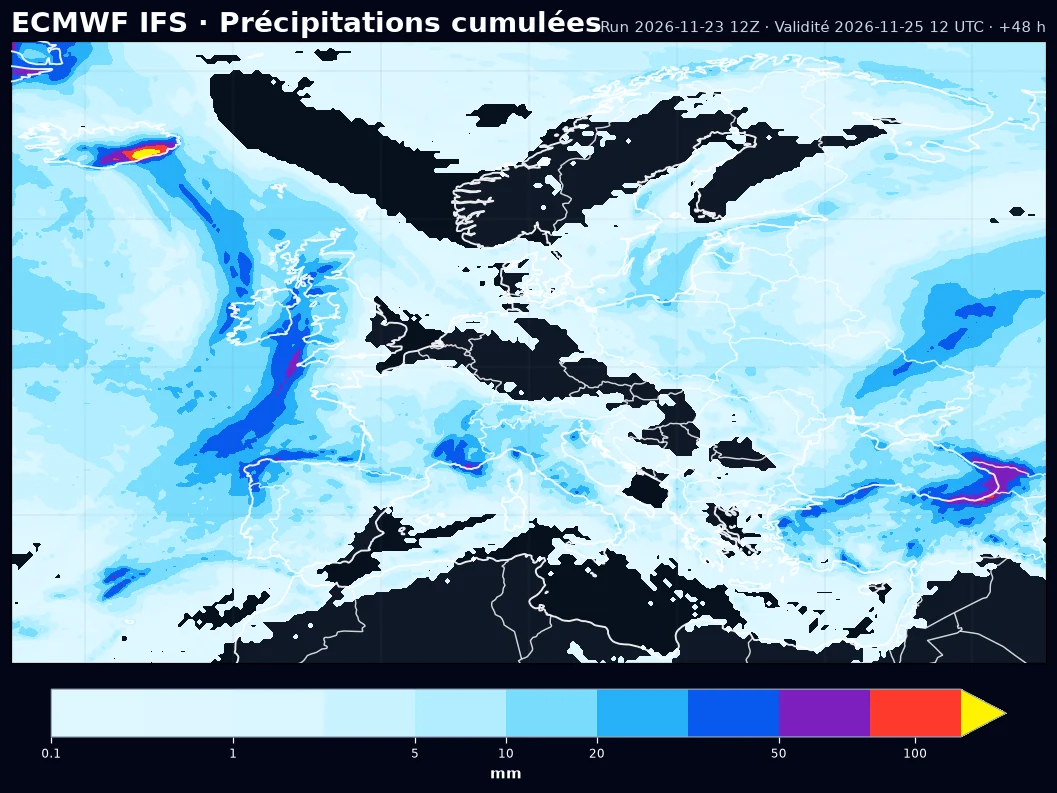 ECMWF IFS · Précipitations cumulées
Run 2026-11-23 12Z · Validité 2026-11-25 12 UTC · +48 h
0.1 1 5 10 20 50 100
mm